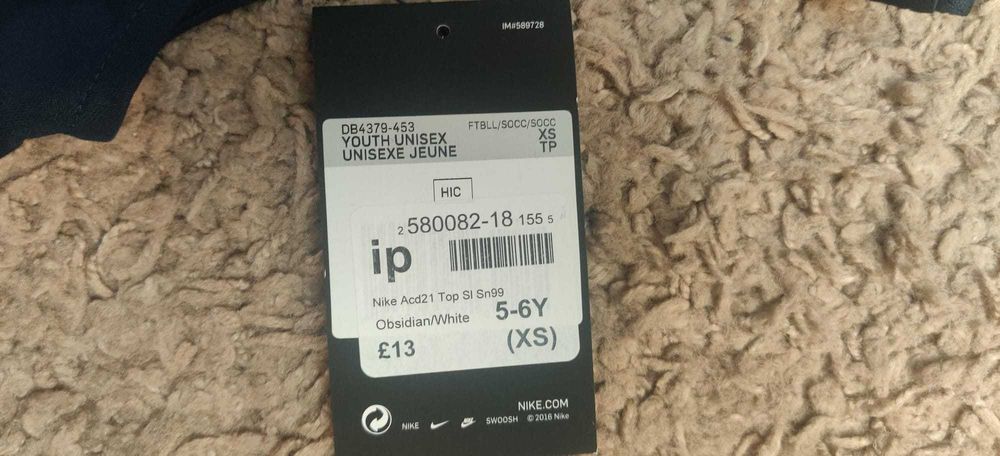 IM#589728
DB4379-453 FTBLL/SOCC/SOCC
YOUTH UNISEX XS
UNISEXE JEUNE TP
HIC
2 580082-18 155 5
ip
Nike Acd21 Top Sl Sn99
Obsidian/White 5-6Y
£13 (XS)
NIKE.COM
NIKE SWOOSH © 2016 Nike